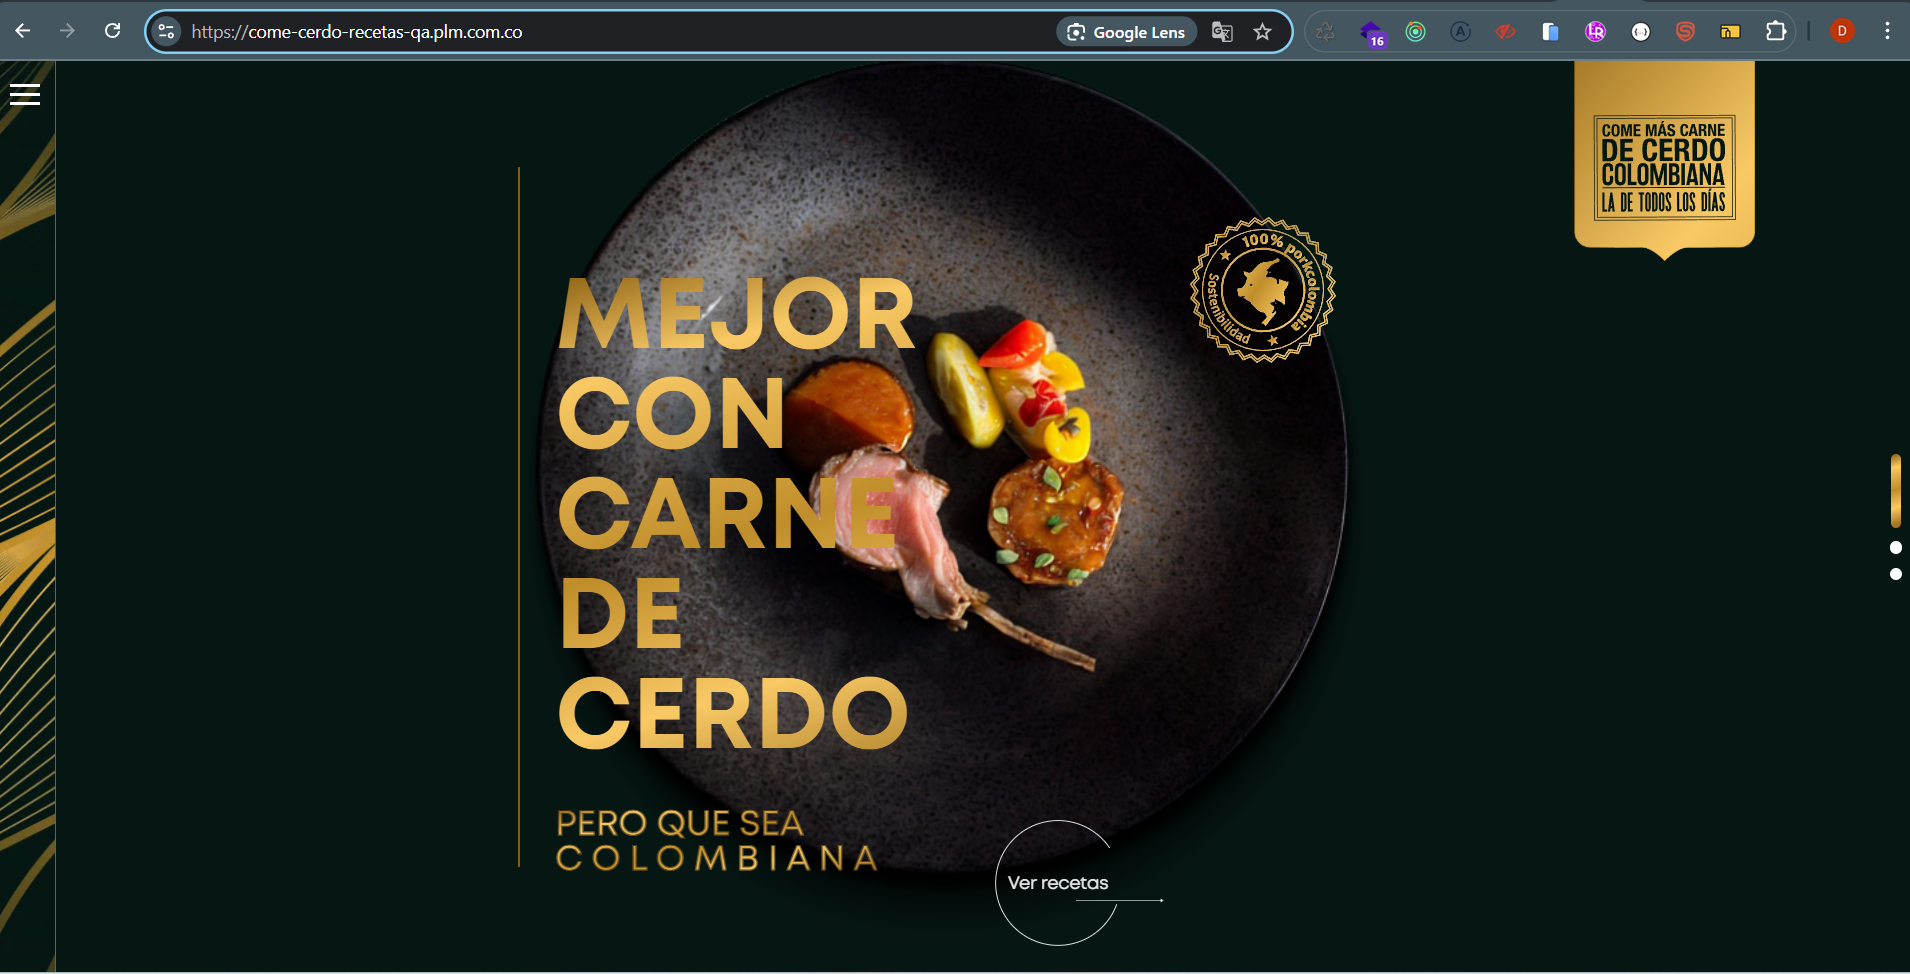 https://come-cerdo-recetas-qa.plm.com.co
Google Lens
16
D
COME MÁS CARNE
DE CERDO
COLOMBIANA
LA DE TODOS LOS DÍAS
100% porkcolombia
Sostenibilidad
MEJOR
CON
CARNE
DE
CERDO
PERO QUE SEA
COLOMBIANA
Ver recetas